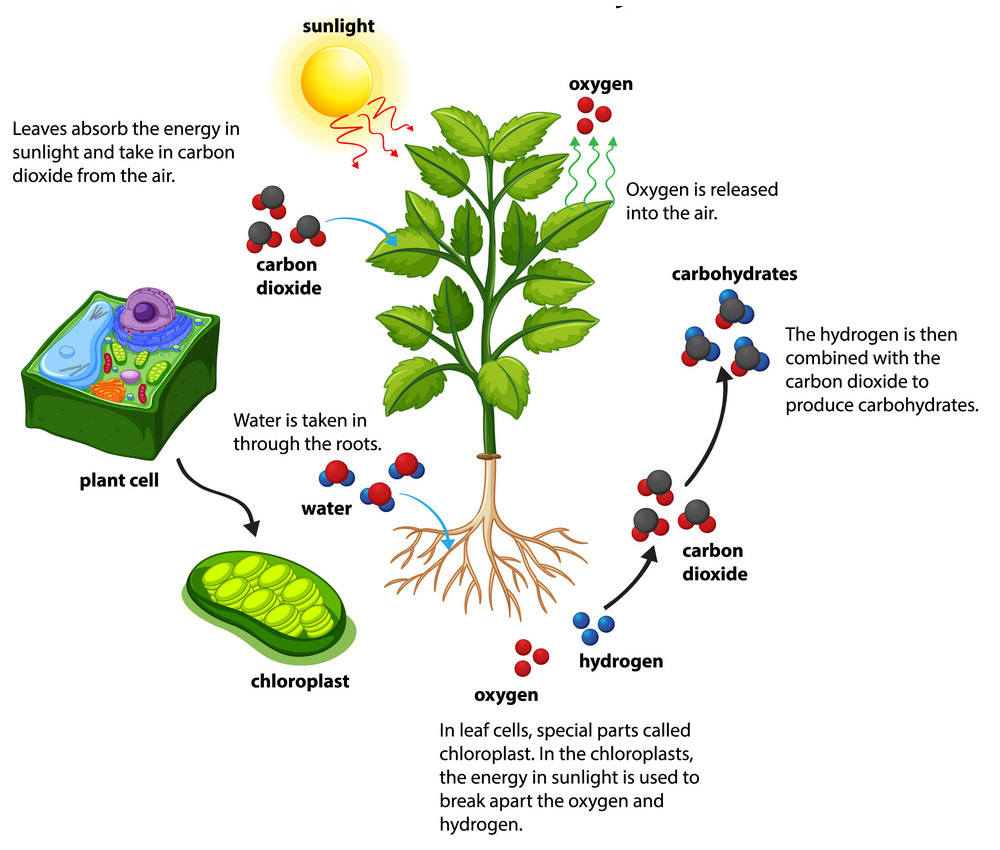 sunlight
oxygen
Leaves absorb the energy in
sunlight and take in carbon
dioxide from the air.
Oxygen is released
into the air.
carbon
dioxide
carbohydrates
The hydrogen is then
combined with the
carbon dioxide to
produce carbohydrates.
Water is taken in
through the roots.
plant cell
water
carbon
dioxide
hydrogen
chloroplast
oxygen
In leaf cells, special parts called
chloroplast. In the chloroplasts,
the energy in sunlight is used to
break apart the oxygen and
hydrogen.